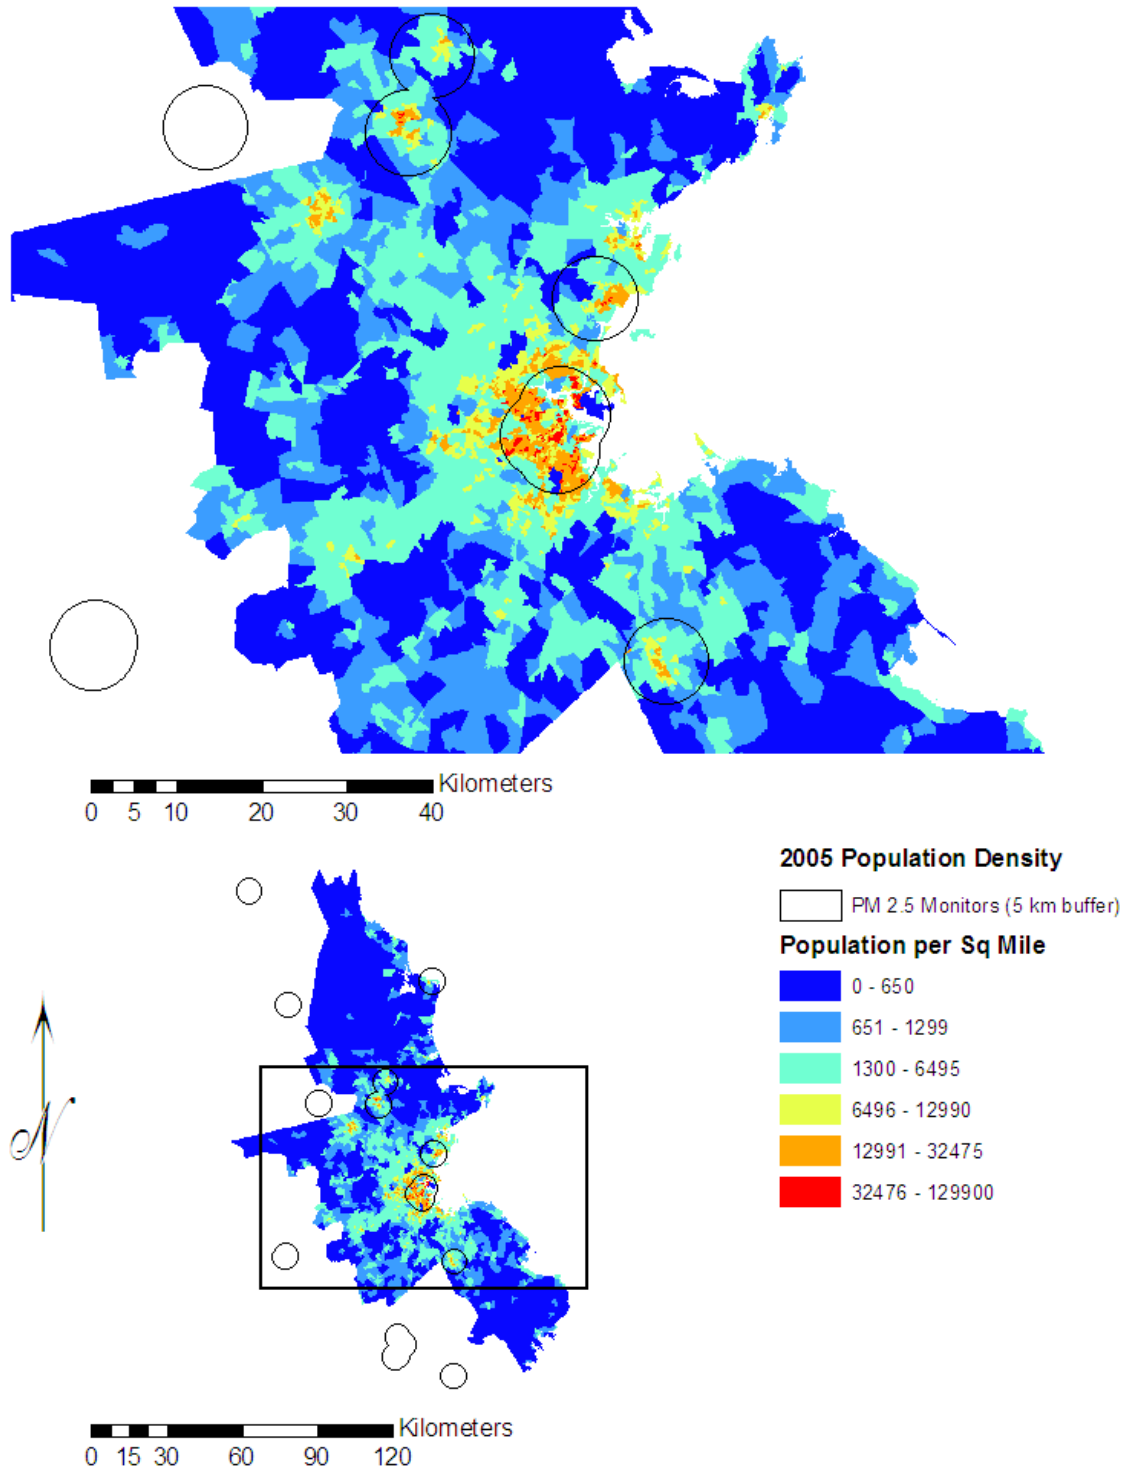 Kilometers
0 5 10 20 30 40
2005 Population Density
PM 2.5 Monitors (5 km buffer)
Population per Sq Mile
0 - 650
651 - 1299
1300 - 6495
6496 - 12990
12991 - 32475
32476 - 129900
N
Kilometers
0 15 30 60 90 120